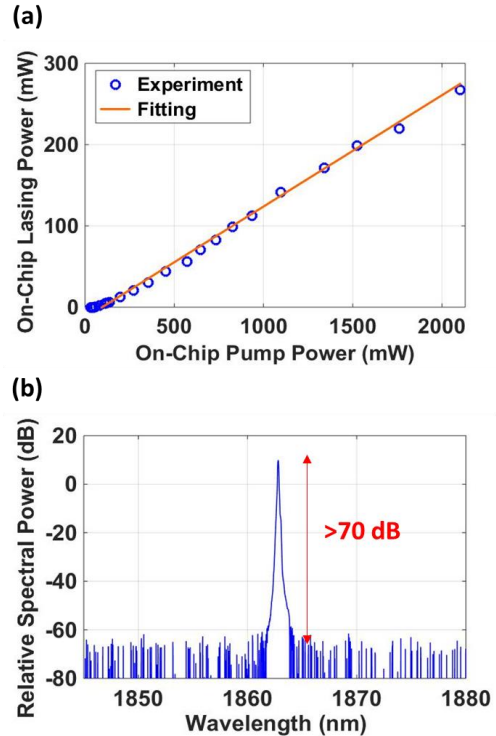 (a)
On-Chip Lasing Power (mW)
300
200
100
0
Experiment
Fitting
0 500 1000 1500 2000
On-Chip Pump Power (mW)
(b)
Relative Spectral Power (dB)
20
0
-20
-40
-60
-80
>70 dB
1850 1860 1870 1880
Wavelength (nm)